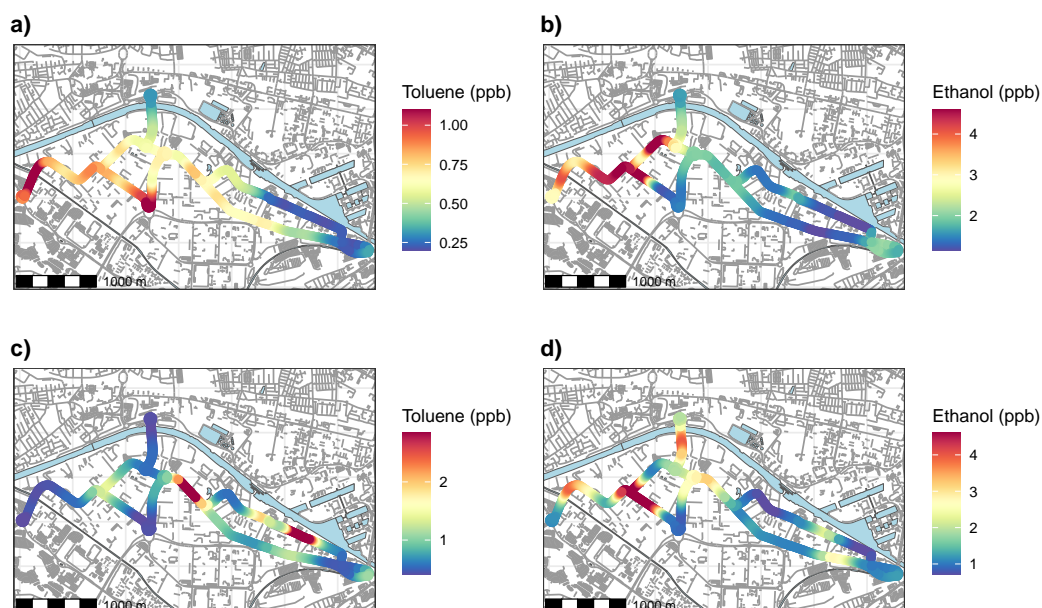 a)
Toluene (ppb)
1.00
0.75
0.50
0.25
1000 m
b)
Ethanol (ppb)
4
3
2
1000 m
c)
Toluene (ppb)
2
1
1000 m
d)
Ethanol (ppb)
4
3
2
1
1000 m